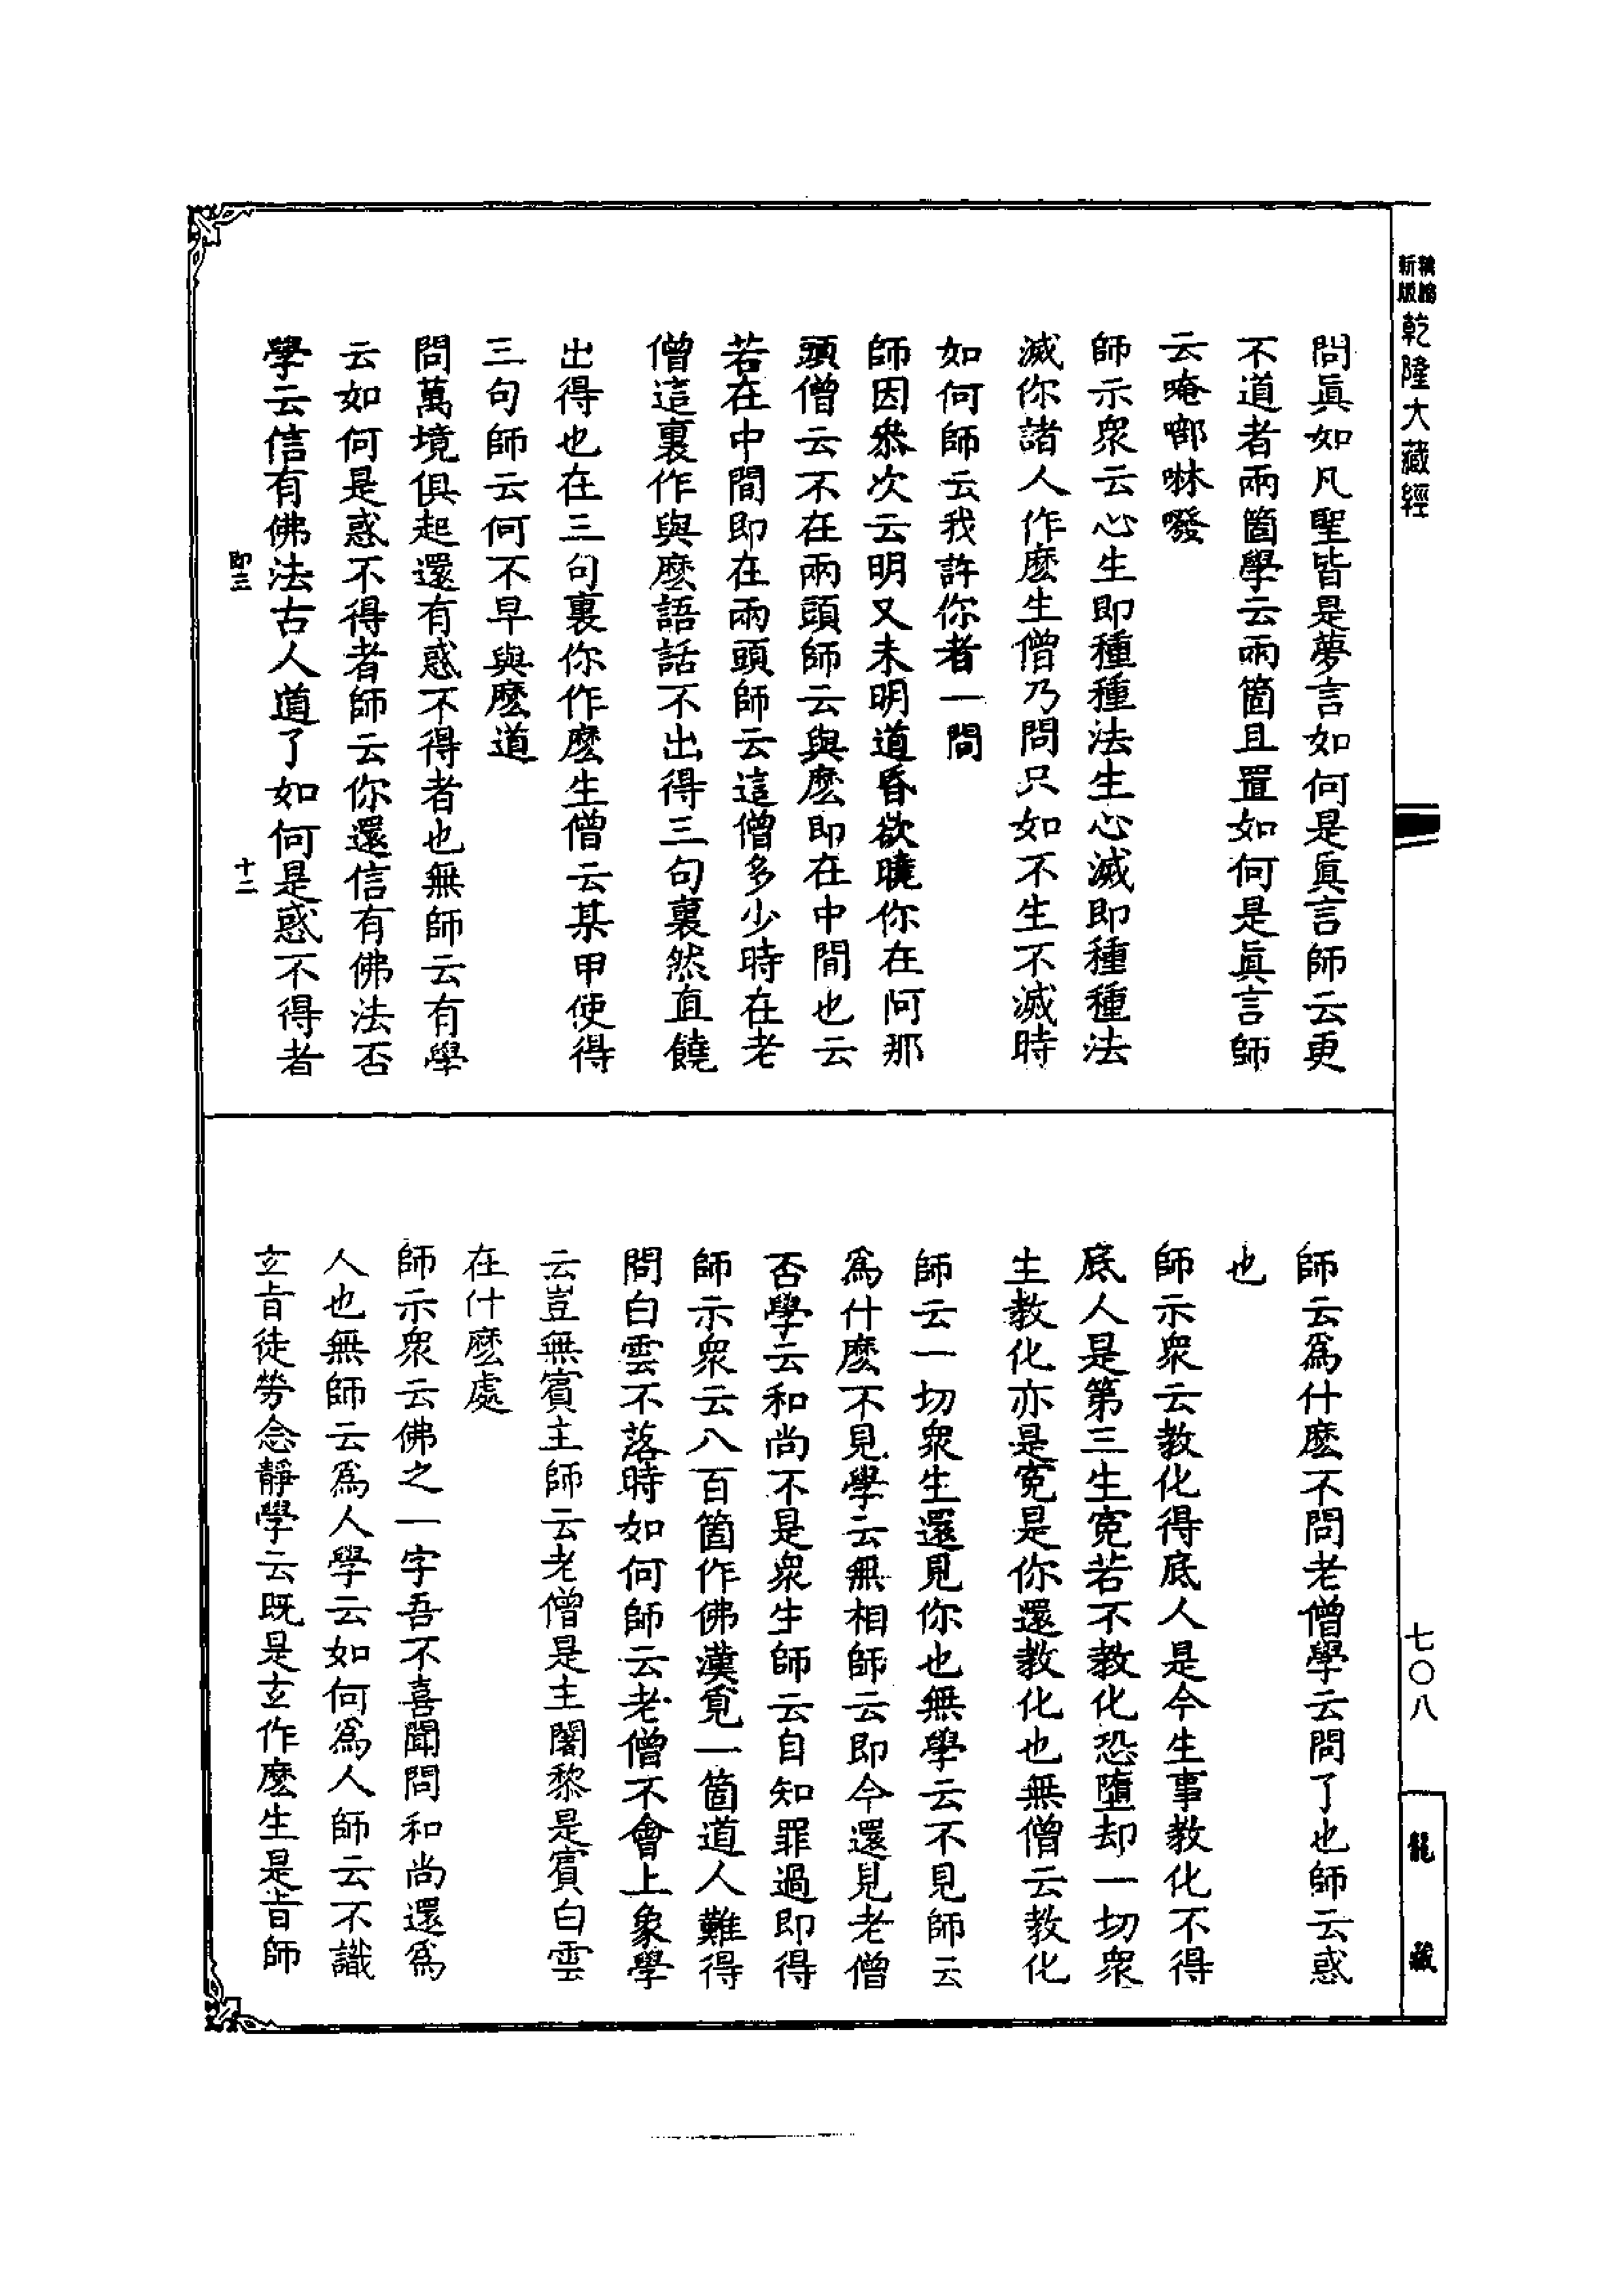 新版
精縮
乾隆大藏經
問眞如凡聖皆是夢言如何是眞言師云更
不道者兩箇學云兩箇且置如何是眞言師
云唵㘄啉㗶
師示衆云心生即種種法生心滅即種種法
滅你諸人作麽生僧乃問只如不生不滅時
如何師云我許你者一問
師因叅次云明又未明道昏欲曉你在阿那
頭僧云不在兩頭師云與麽即在中間也云
若在中間即在兩頭師云這僧多少時在老
僧這裏作與麽語話不出得三句裏然直饒
出得也在三句裏你作麽生僧云某甲使得
三句師云何不早與麽道
問萬境俱起還有惑不得者也無師云有學
云如何是惑不得者師云你還信有佛法否
學云信有佛法古人道了如何是惑不得者
即三
十二
師云爲什麽不問老僧學云問了也師云惑
也
師示衆云教化得底人是今生事教化不得
底人是第三生寃若不教化恐墮却一切衆
生教化亦是寃是你還教化也無僧云教化
師云一切衆生還見你也無學云不見師云
爲什麽不見學云無相師云即今還見老僧
否學云和尚不是衆生師云自知罪過即得
師示衆云八百箇作佛漢覓一箇道人難得
問白雲不落時如何師云老僧不會上象學
云豈無賓主師云老僧是主闍黎是賓白雲
在什麽處
師示衆云佛之一字吾不喜聞問和尚還爲
人也無師云爲人學云如何爲人師云不識
玄旨徒勞念靜學云既是玄作麽生是旨師
七〇八
龍藏